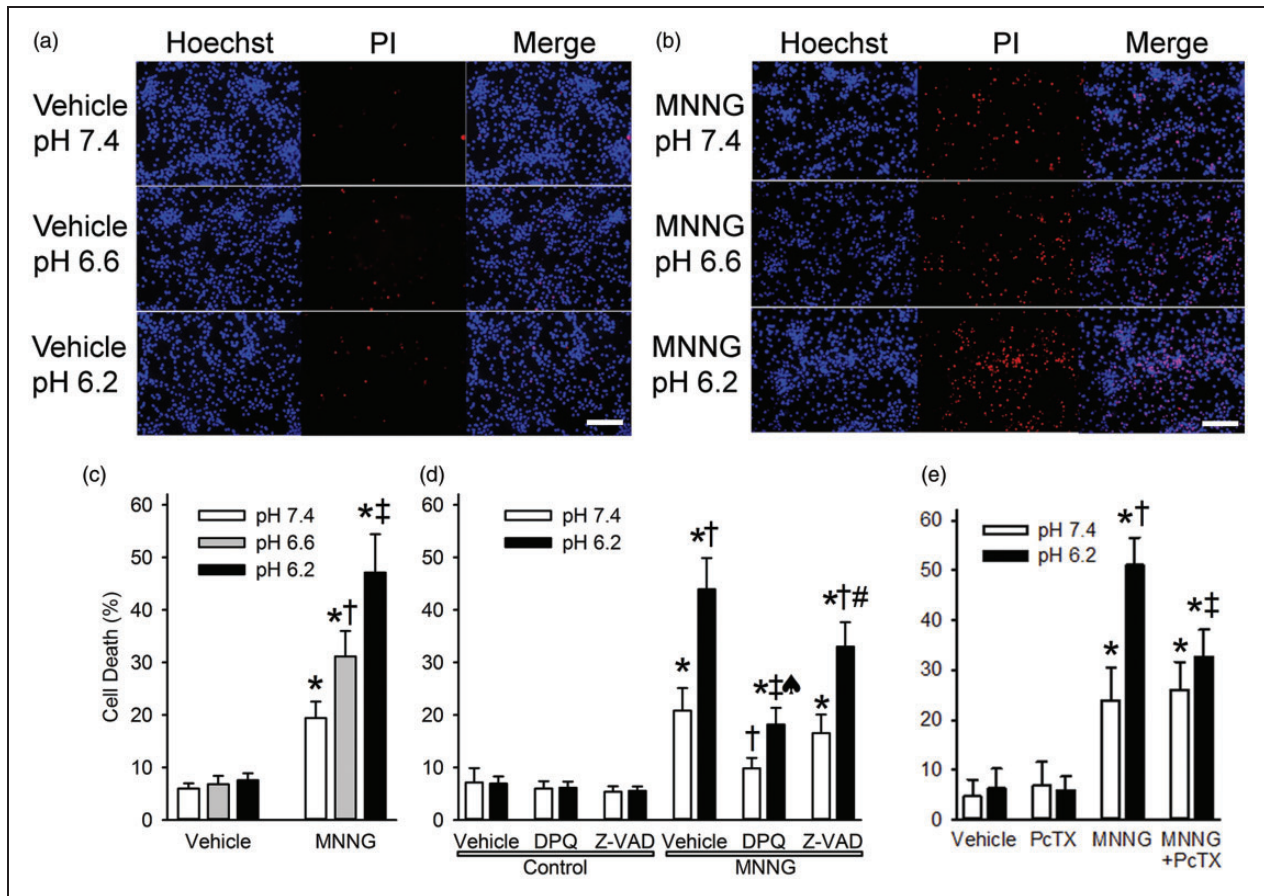 (a) Hoechst PI Merge
Vehicle pH 7.4
Vehicle pH 6.6
Vehicle pH 6.2
(b) Hoechst PI Merge
MNNG pH 7.4
MNNG pH 6.6
MNNG pH 6.2
(c)
Cell Death (%)
60
50
40
30
20
10
0
pH 7.4
pH 6.6
pH 6.2
*
*†
*‡
Vehicle MNNG
(d)
60
50
40
30
20
10
0
pH 7.4
pH 6.2
*
*†
†
*‡♠
*
*†#
Vehicle DPQ Z-VAD Vehicle DPQ Z-VAD
Control MNNG
(e)
60
50
40
30
20
10
0
pH 7.4
pH 6.2
*
*†
*
*‡
Vehicle PcTX MNNG MNNG
+PcTX